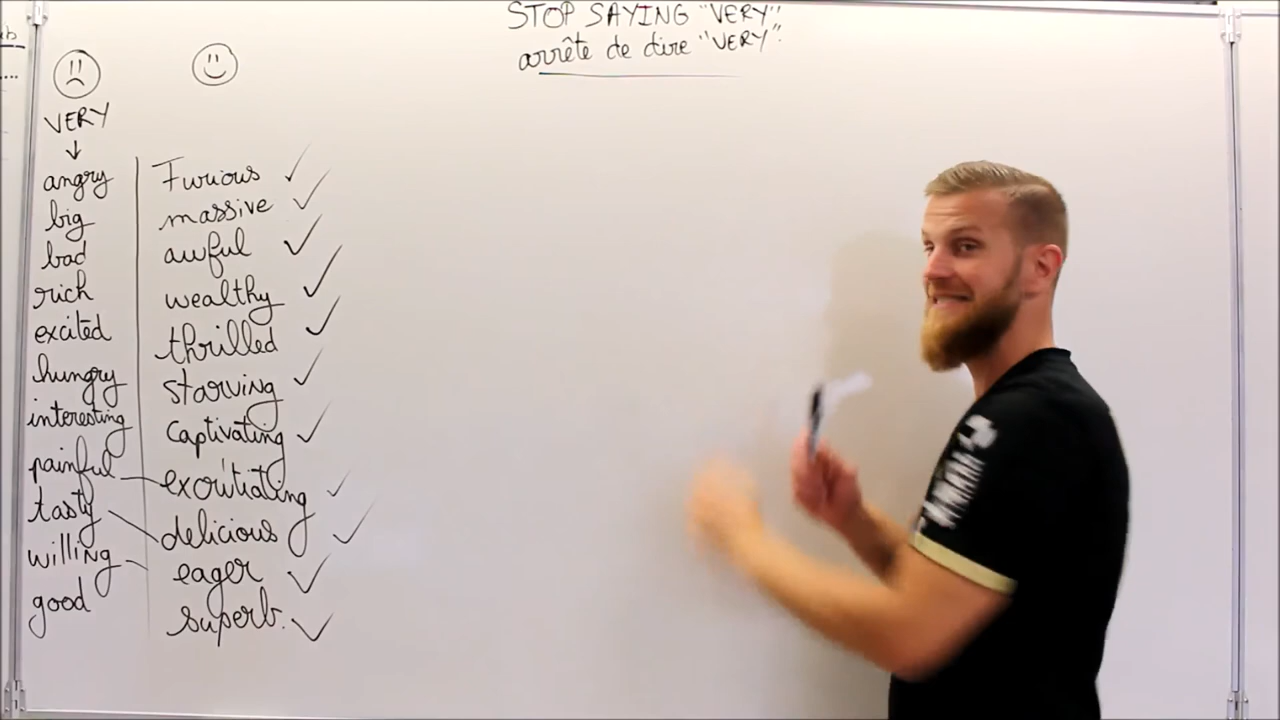 STOP SAYING "VERY"
arrête de dire "VERY"
VERY
angry Furious
big massive
bad awful
rich wealthy
excited thrilled
hungry starving
interesting captivating
painful excrutiating
tasty delicious
willing eager
good superb.